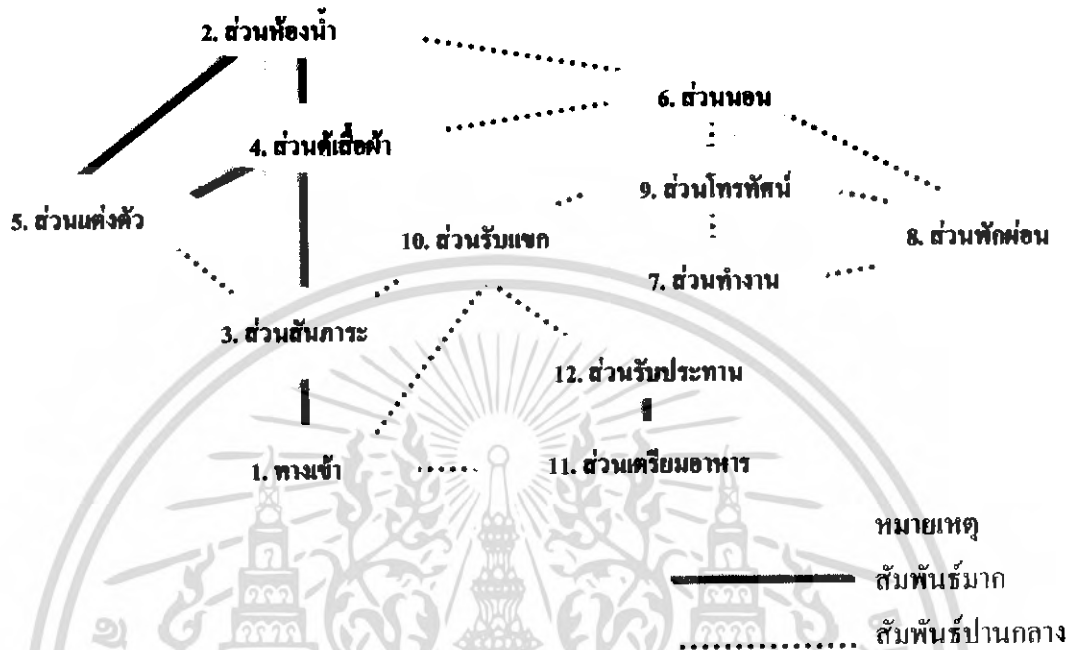 2. ส่วนห้องน้ำ
6. ส่วนนอน
4. ส่วนตู้เสื้อผ้า
9. ส่วนโทรทัศน์
5. ส่วนแต่งตัว
10. ส่วนรับแขก
8. ส่วนพักผ่อน
7. ส่วนทำงาน
3. ส่วนสัมภาระ
12. ส่วนรับประทาน
1. ทางเข้า
11. ส่วนเตรียมอาหาร
หมายเหตุ
สัมพันธ์มาก
สัมพันธ์ปานกลาง